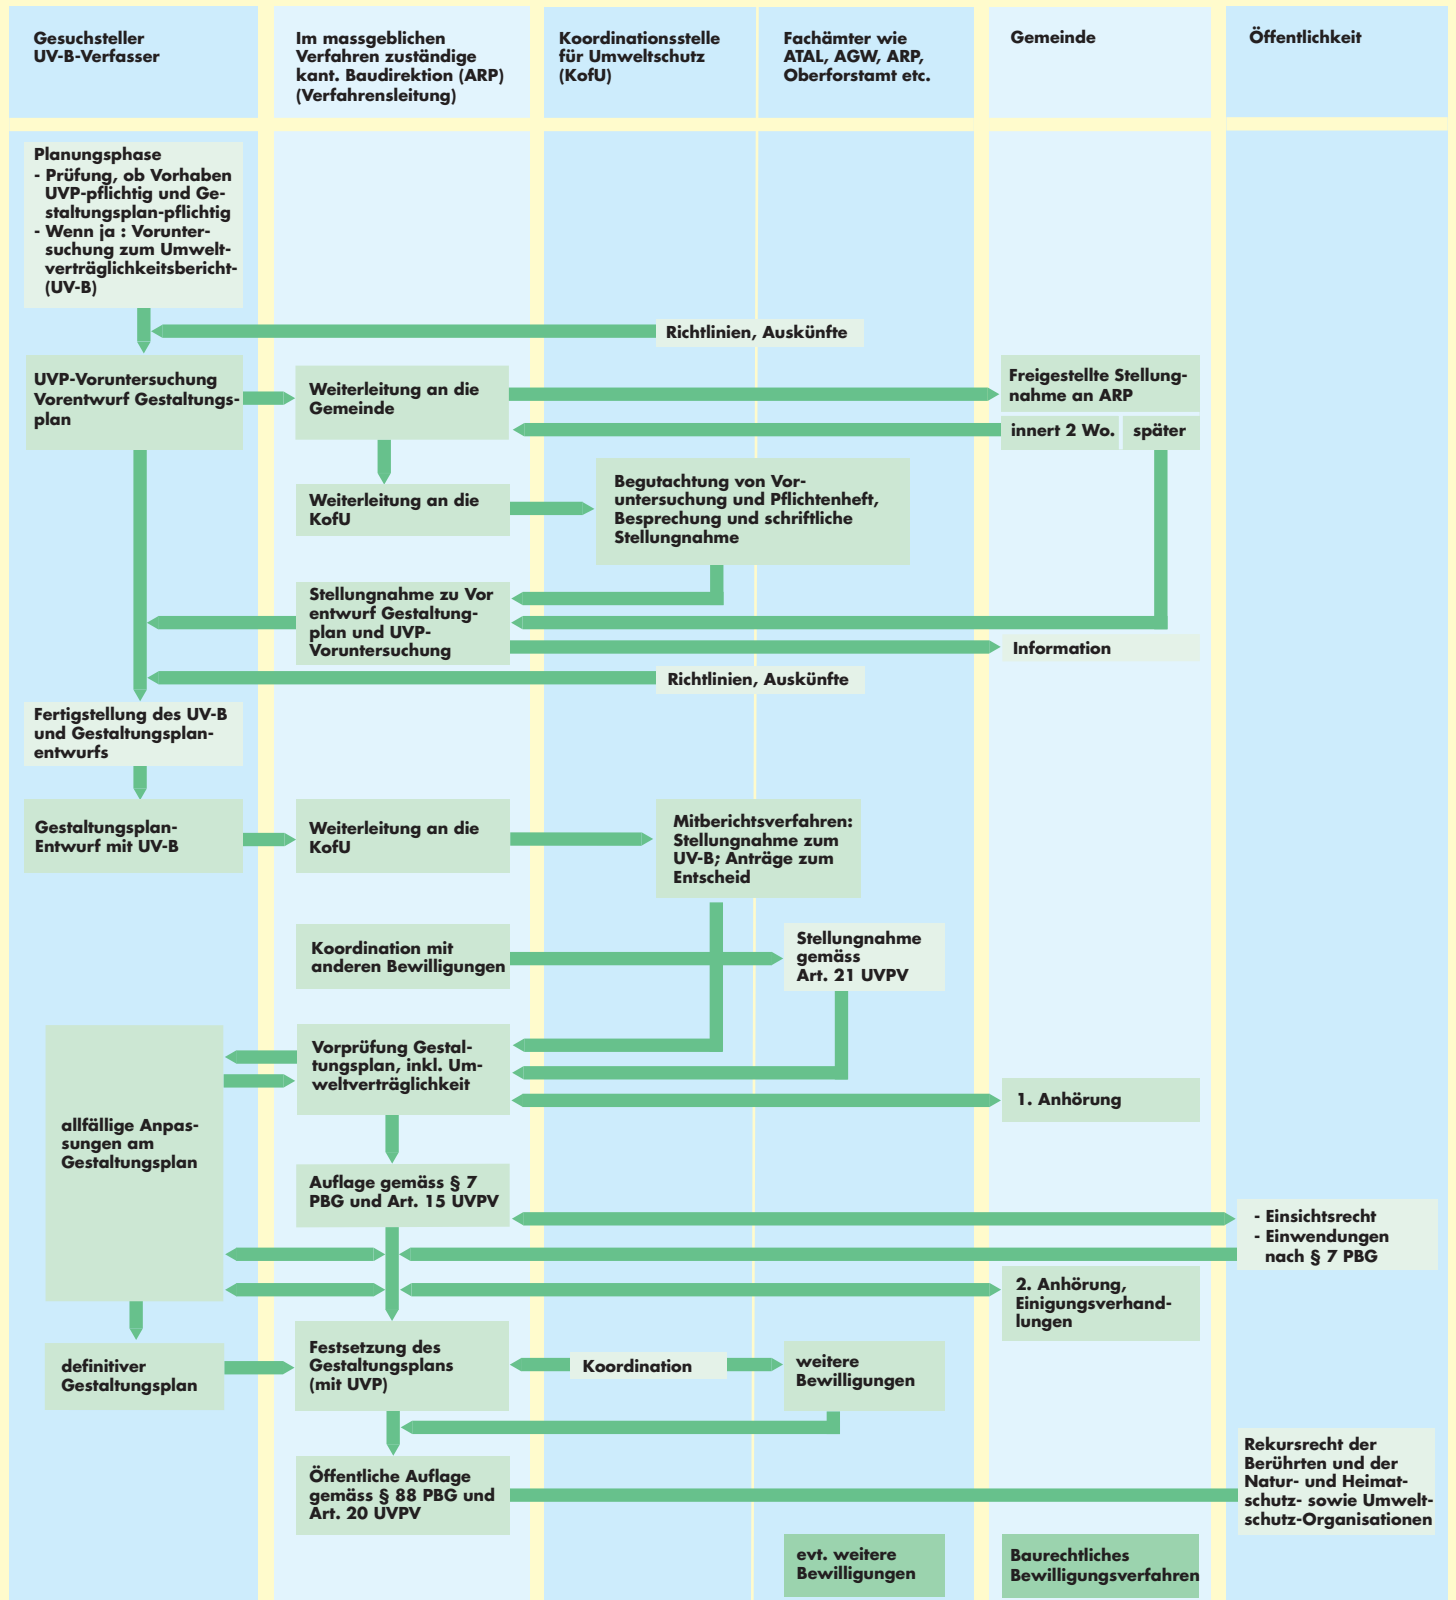 Gesuchsteller
UV-B-Verfasser
Im massgeblichen
Verfahren zuständige
kant. Baudirektion (ARP)
(Verfahrensleitung)
Koordinationsstelle
für Umweltschutz
(KofU)
Fachämter wie
ATAL, AGW, ARP,
Oberforstamt etc.
Gemeinde
Öffentlichkeit
Planungsphase
- Prüfung, ob Vorhaben
UVP-pflichtig und Ge-
staltungsplan-pflichtig
- Wenn ja : Vorunter-
suchung zum Umwelt-
verträglichkeitsbericht-
(UV-B)
Richtlinien, Auskünfte
UVP-Voruntersuchung
Vorentwurf Gestaltungs-
plan
Weiterleitung an die
Gemeinde
Freigestellte Stellung-
nahme an ARP
innert 2 Wo.
später
Weiterleitung an die
KofU
Begutachtung von Vor-
untersuchung und Pflichtenheft,
Besprechung und schriftliche
Stellungnahme
Stellungnahme zu Vor
entwurf Gestaltung-
plan und UVP-
Voruntersuchung
Information
Richtlinien, Auskünfte
Fertigstellung des UV-B
und Gestaltungsplan-
entwurfs
Gestaltungsplan-
Entwurf mit UV-B
Weiterleitung an die
KofU
Mitberichtsverfahren:
Stellungnahme zum
UV-B; Anträge zum
Entscheid
Koordination mit
anderen Bewilligungen
Stellungnahme
gemäss
Art. 21 UVPV
Vorprüfung Gestal-
tungsplan, inkl. Um-
weltverträglichkeit
1. Anhörung
allfällige Anpas-
sungen am
Gestaltungsplan
Auflage gemäss § 7
PBG und Art. 15 UVPV
- Einsichtsrecht
- Einwendungen
nach § 7 PBG
2. Anhörung,
Einigungsverhand-
lungen
definitiver
Gestaltungsplan
Festsetzung des
Gestaltungsplans
(mit UVP)
Koordination
weitere
Bewilligungen
Öffentliche Auflage
gemäss § 88 PBG und
Art. 20 UVPV
Rekursrecht der
Berührten und der
Natur- und Heimat-
schutz- sowie Umwelt-
schutz-Organisationen
evt. weitere
Bewilligungen
Baurechtliches
Bewilligungsverfahren